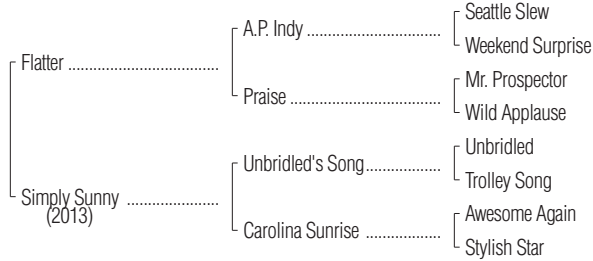 Seattle Slew
A.P. Indy ................................
Weekend Surprise
Flatter ....................................
Mr. Prospector
Praise ....................................
Wild Applause
Unbridled
Unbridled's Song..................
Trolley Song
Simply Sunny ......................
(2013)
Awesome Again
Carolina Sunrise ..................
Stylish Star